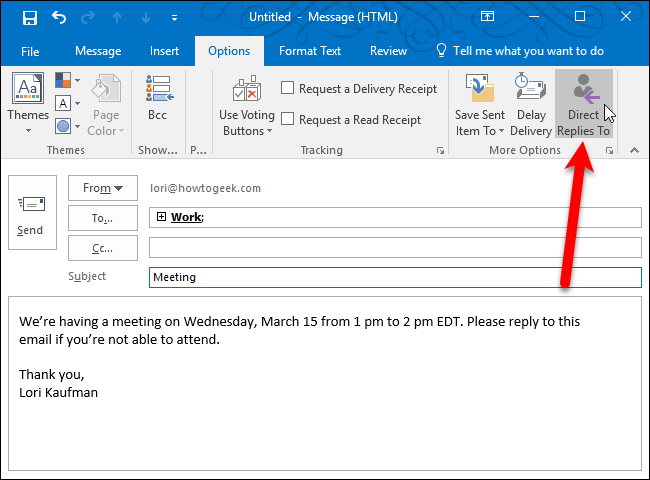 Untitled - Message (HTML)
File Message Insert Options Format Text Review Tell me what you want to do
Aa A
Themes Page Color Bcc Use Voting Buttons Request a Delivery Receipt Request a Read Receipt Save Sent Item To Delay Delivery Direct Replies To
Themes Show... Tracking More Options
Send
From lori@howtogeek.com
To... Work;
Cc...
Subject Meeting
We're having a meeting on Wednesday, March 15 from 1 pm to 2 pm EDT. Please reply to this
email if you're not able to attend.
Thank you,
Lori Kaufman